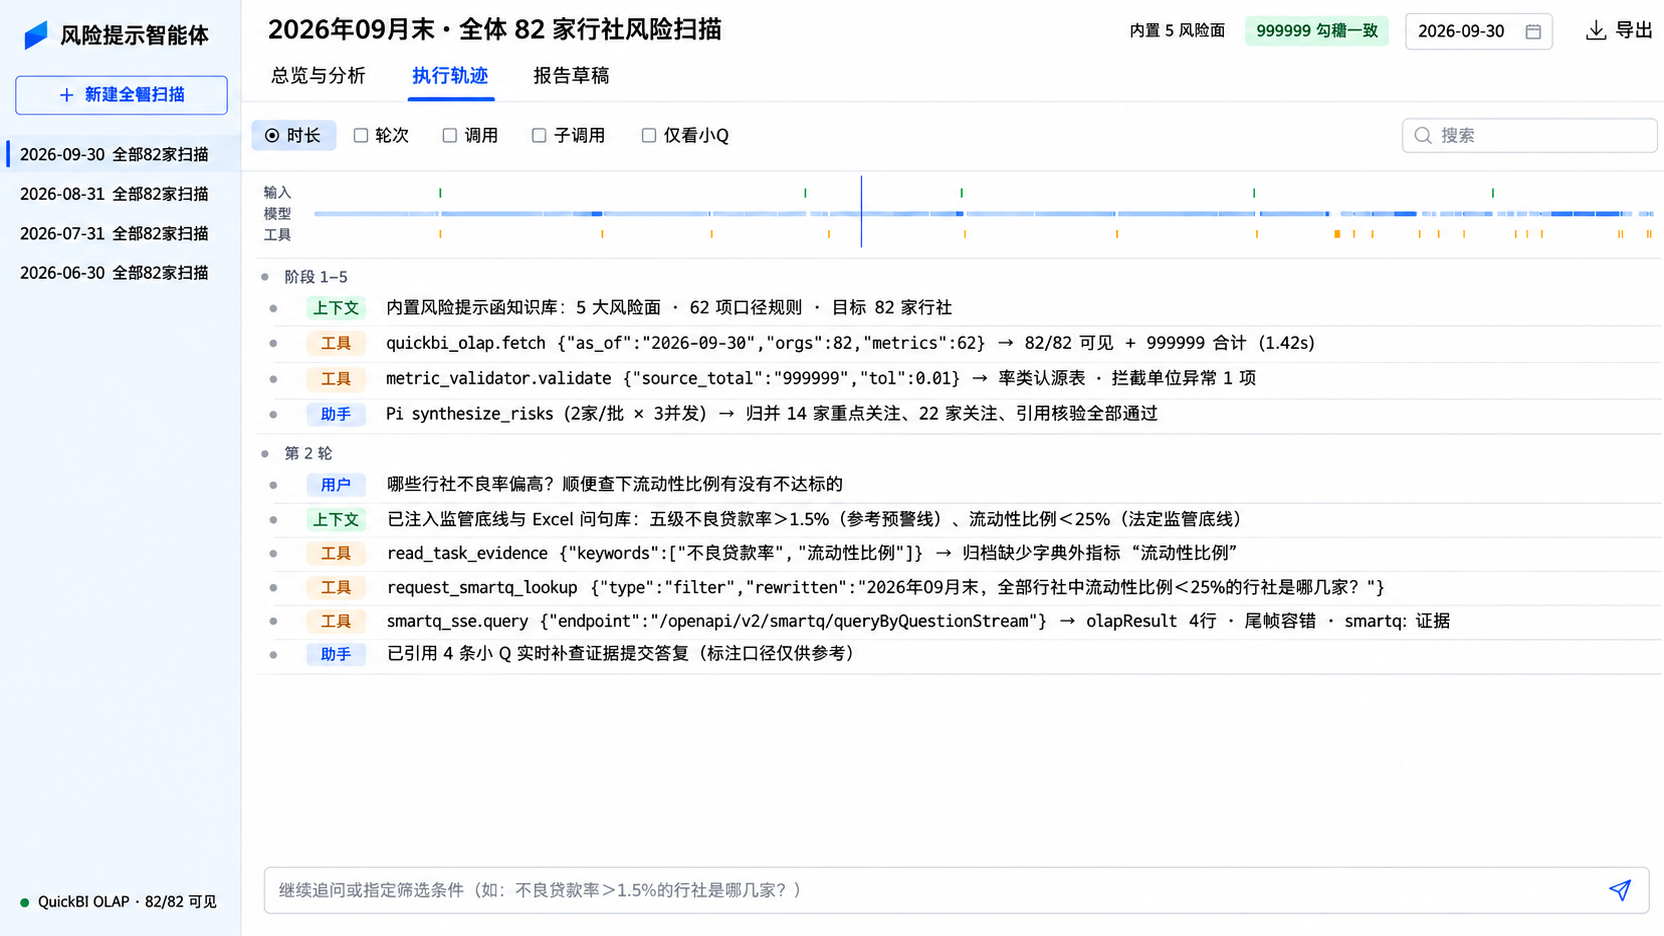 风险提示智能体
新建全量扫描
2026-09-30 全部82家扫描
2026-08-31 全部82家扫描
2026-07-31 全部82家扫描
2026-06-30 全部82家扫描
QuickBI OLAP · 82/82 可见
2026年09月末 · 全体 82 家行社风险扫描
内置 5 风险面
999999 勾稽一致
2026-09-30
导出
总览与分析 执行轨迹 报告草稿
时长 轮次 调用 子调用 仅看小Q
搜索
输入
模型
工具
阶段 1–5
上下文 内置风险提示函知识库：5 大风险面 · 62 项口径规则 · 目标 82 家行社
工具 quickbi_olap.fetch {"as_of":"2026-09-30","orgs":82,"metrics":62} → 82/82 可见 + 999999 合计 (1.42s)
工具 metric_validator.validate {"source_total":"999999","tol":0.01} → 率类认源表 · 拦截单位异常 1 项
助手 Pi synthesize_risks (2家/批 × 3并发) → 归并 14 家重点关注、22 家关注、引用核验全部通过
第 2 轮
用户 哪些行社不良率偏高？顺便查下流动性比例有没有不达标的
上下文 已注入监管底线与 Excel 问句库：五级不良贷款率＞1.5%（参考预警线）、流动性比例＜25%（法定监管底线）
工具 read_task_evidence {"keywords":["不良贷款率","流动性比例"]} → 归档缺少字典外指标 “流动性比例”
工具 request_smartq_lookup {"type":"filter","rewritten":"2026年09月末，全部行社中流动性比例＜25%的行社是哪几家？"}
工具 smartq_sse.query {"endpoint":"/openapi/v2/smartq/queryByQuestionStream"} → olapResult 4行 · 尾帧容错 · smartq: 证据
助手 已引用 4 条小 Q 实时补查证据提交答复（标注口径仅供参考）
继续追问或指定筛选条件（如：不良贷款率＞1.5%的行社是哪几家？）